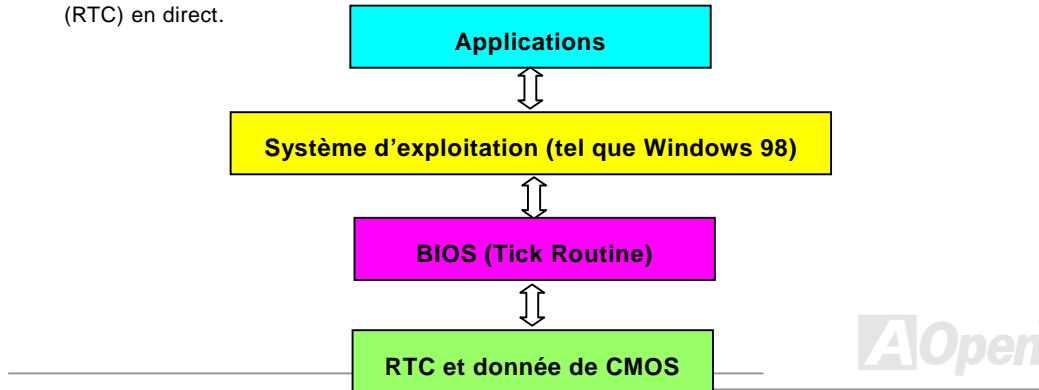 (RTC) en direct.
Applications
Système d'exploitation (tel que Windows 98)
BIOS (Tick Routine)
RTC et donnée de CMOS
AOpen